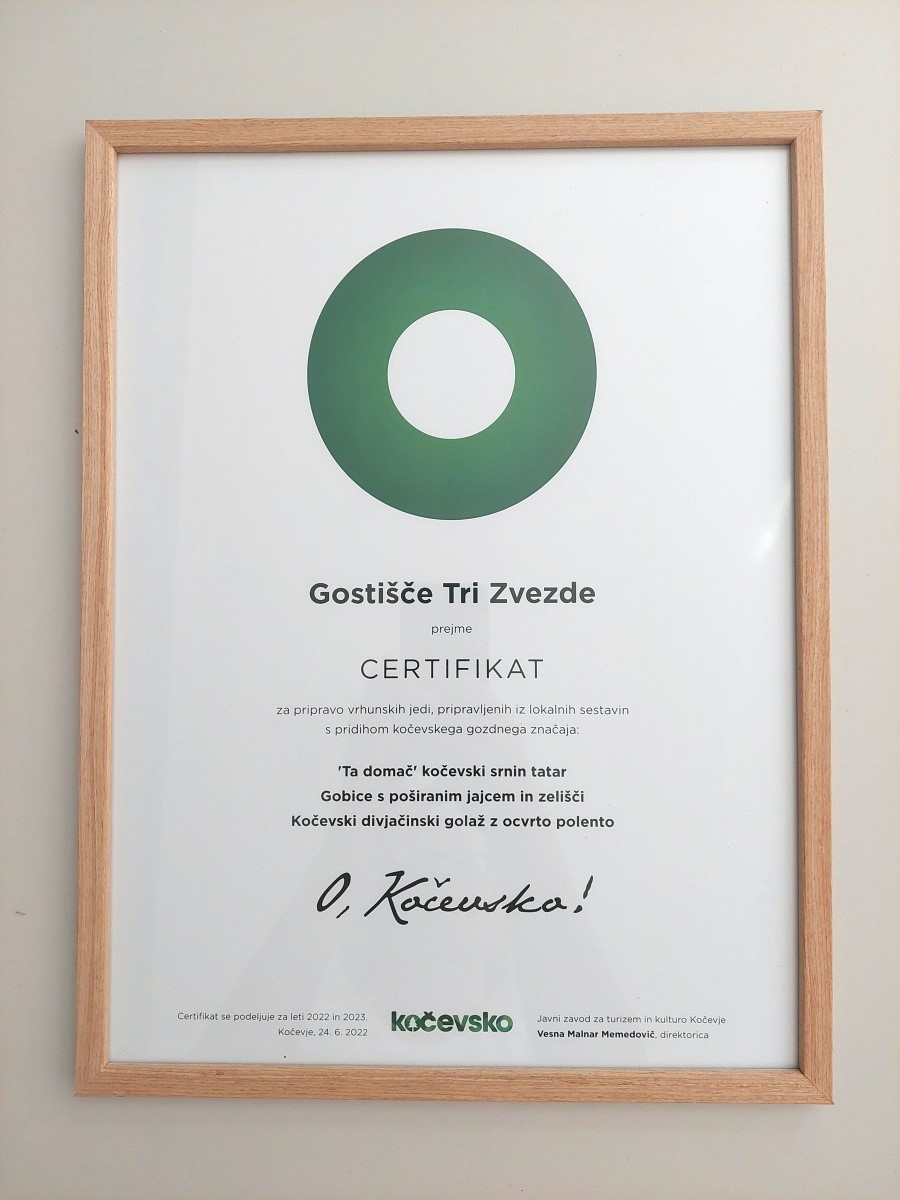 Gostišče Tri Zvezde
prejme
CERTIFIKAT
za pripravo vrhunskih jedi, pripravljenih iz lokalnih sestavin
s pridihom kočevskega gozdnega značaja:
'Ta domač' kočevski srnin tatar
Gobice s poširanim jajcem in zelišči
Kočevski divjačinski golaž z ocvrto polento
O, Kočevsko!
Certifikat se podeljuje za leti 2022 in 2023.
Kočevje, 24. 6. 2022
kočevsko
Javni zavod za turizem in kulturo Kočevje
Vesna Malnar Memedovič, direktorica